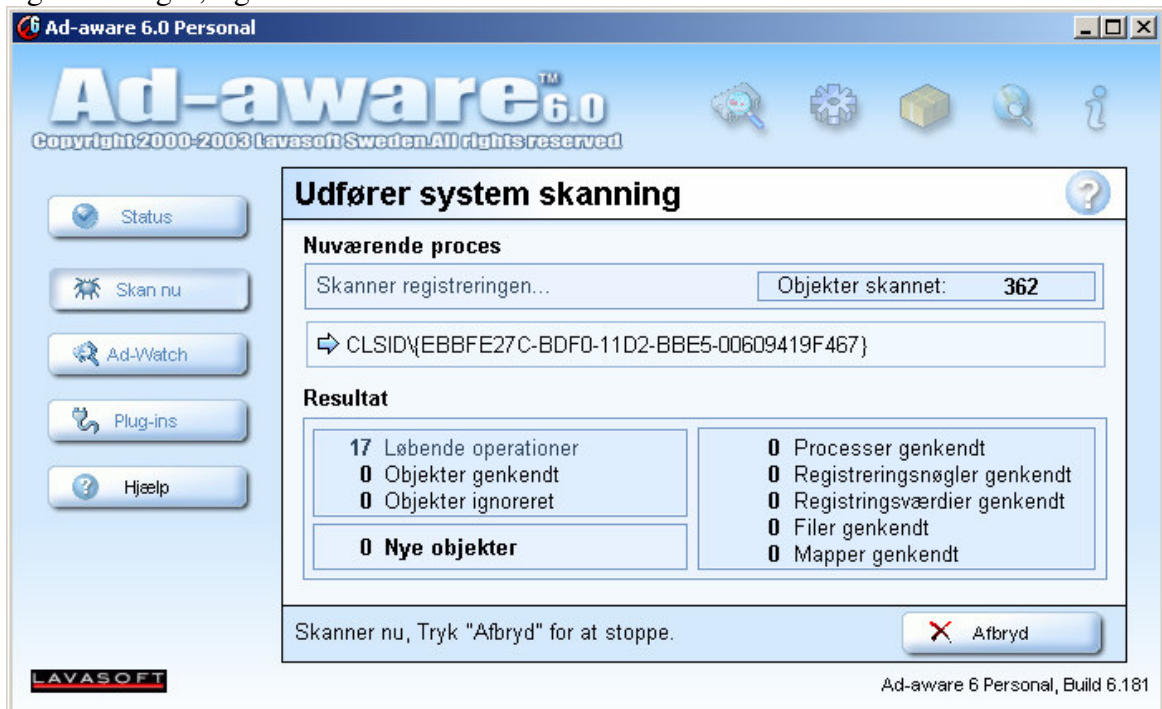 Ad-aware 6.0 Personal
Ad-aware™ 6.0
Copyright 2000-2003 Lavasoft Sweden. All rights reserved.
Status
Skan nu
Ad-Watch
Plug-ins
Hjælp
Udfører system skanning
Nuværende proces
Skanner registreringen...
Objekter skannet: 362
CLSID\{EBBFE27C-BDF0-11D2-BBE5-00609419F467}
Resultat
17 Løbende operationer
0 Objekter genkendt
0 Objekter ignoreret
0 Nye objekter
0 Processer genkendt
0 Registreringsnøgler genkendt
0 Registringsværdier genkendt
0 Filer genkendt
0 Mapper genkendt
Skanner nu, Tryk "Afbryd" for at stoppe.
Afbryd
LAVASOFT
Ad-aware 6 Personal, Build 6.181